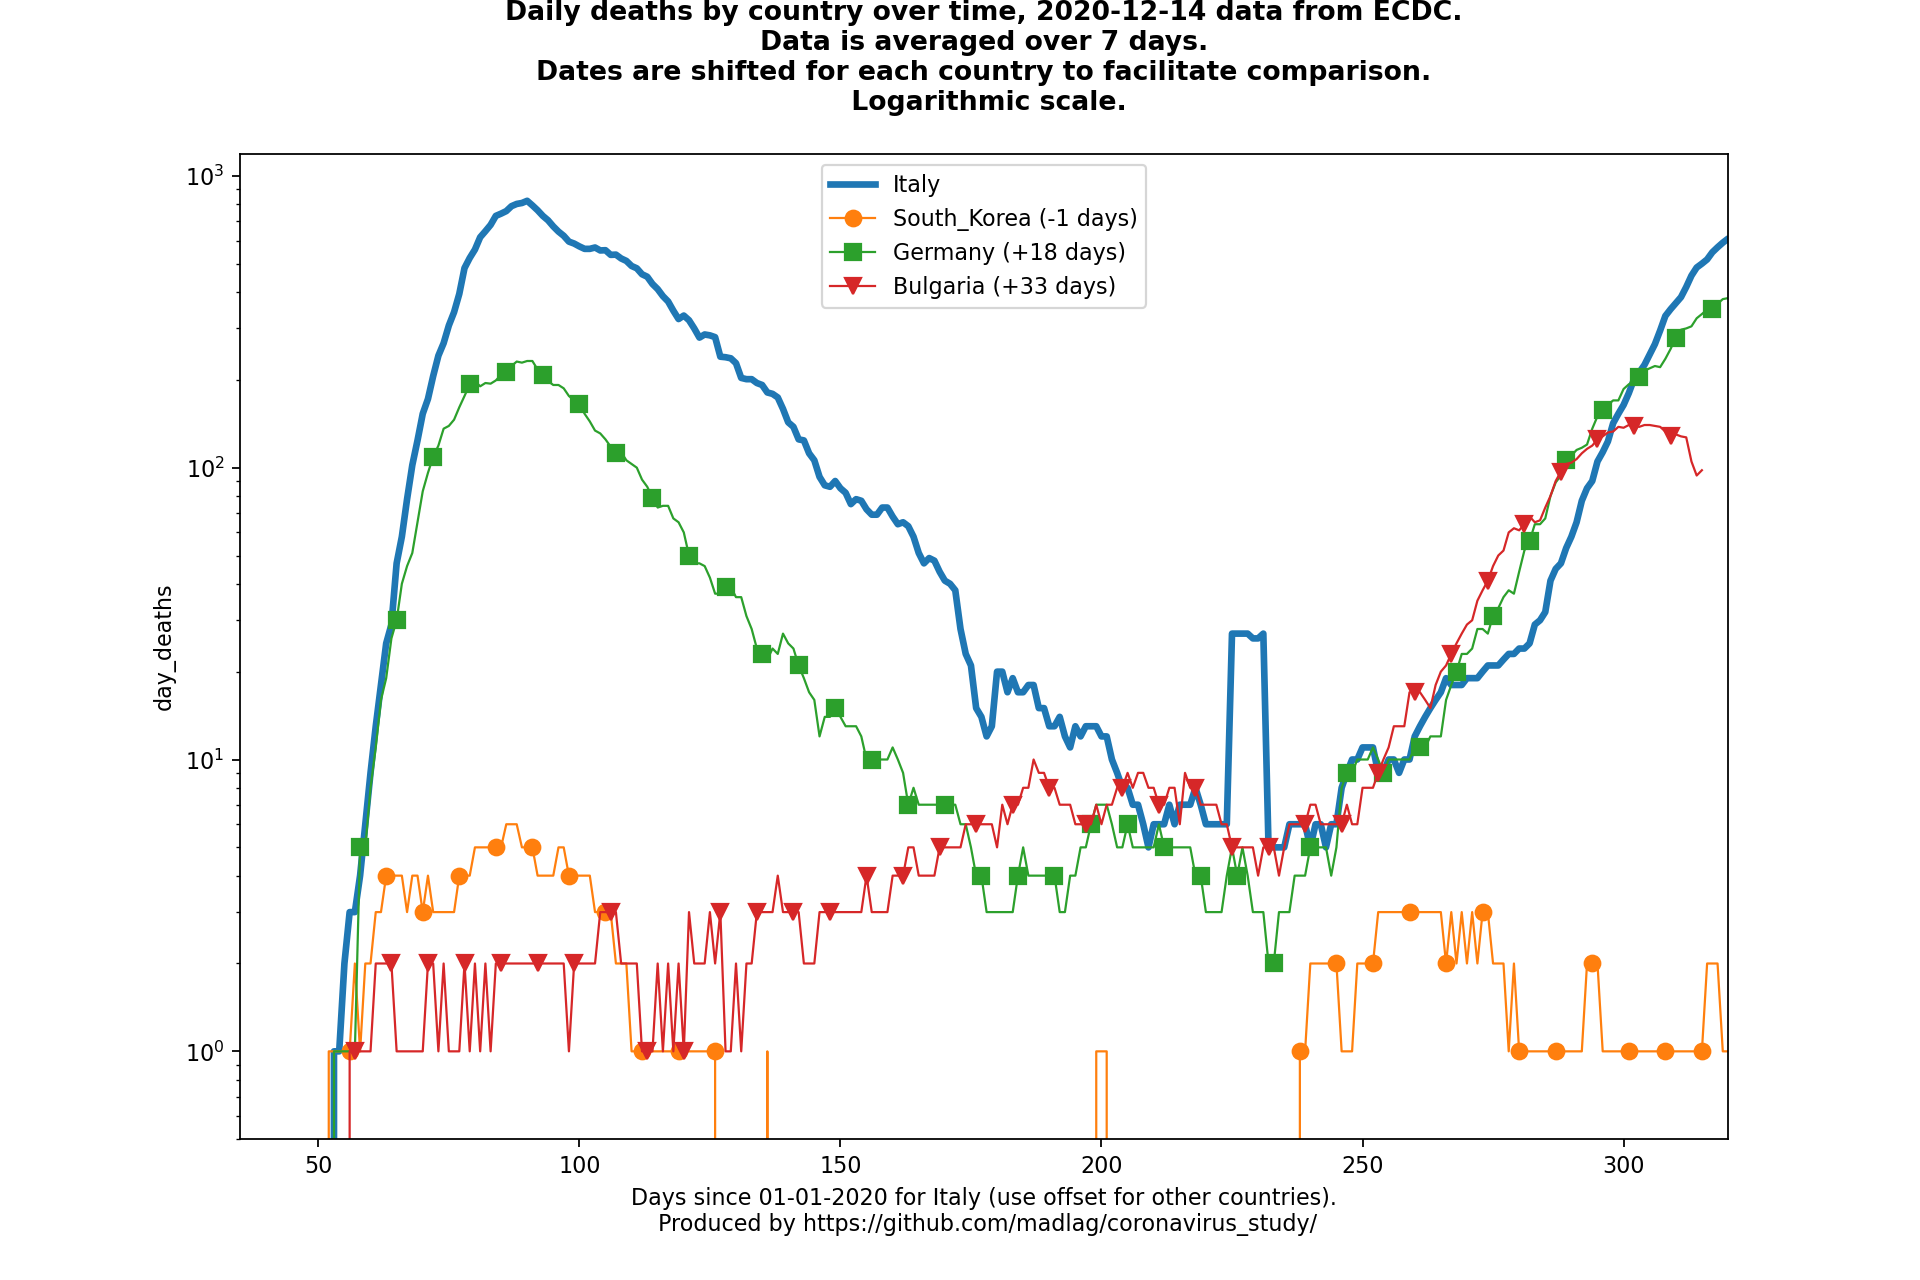 Daily deaths by country over time, 2020-12-14 data from ECDC.
Data is averaged over 7 days.
Dates are shifted for each country to facilitate comparison.
Logarithmic scale.
Italy
South_Korea (-1 days)
Germany (+18 days)
Bulgaria (+33 days)
day_deaths
10³
10²
10¹
10⁰
50 100 150 200 250 300
Days since 01-01-2020 for Italy (use offset for other countries).
Produced by https://github.com/madlag/coronavirus_study/